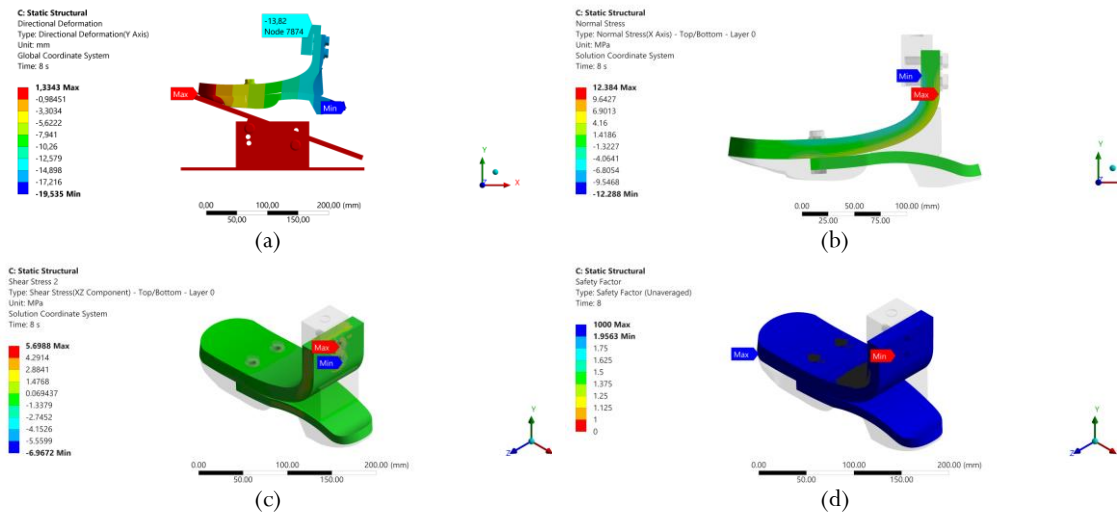 C: Static Structural
Directional Deformation
Type: Directional Deformation(Y Axis)
Unit: mm
Global Coordinate System
Time: 8 s
1,3343 Max
-0,98451
-3,3034
-5,6222
-7,941
-10,26
-12,579
-14,898
-17,216
-19,535 Min
-13,82
Node 7874
Max
Min
Y
X
0,00
100,00
200,00 (mm)
50,00
150,00
(a)
C: Static Structural
Normal Stress
Type: Normal Stress(X Axis) - Top/Bottom - Layer 0
Unit: MPa
Solution Coordinate System
Time: 8 s
12.384 Max
9.6427
6.9013
4.16
1.4186
-1.3227
-4.0641
-6.8054
-9.5468
-12.288 Min
Min
Max
Y
Z
0.00
50.00
100.00 (mm)
25.00
75.00
(b)
C: Static Structural
Shear Stress 2
Type: Shear Stress(XZ Component) - Top/Bottom - Layer 0
Unit: MPa
Solution Coordinate System
Time: 8 s
5.6988 Max
4.2914
2.8841
1.4768
0.069437
-1.3379
-2.7452
-4.1526
-5.5599
-6.9672 Min
Max
Min
Y
Z
0.00
100.00
200.00 (mm)
50.00
150.00
(c)
C: Static Structural
Safety Factor
Type: Safety Factor (Unaveraged)
Time: 8
1000 Max
1.9563 Min
1.75
1.625
1.5
1.375
1.25
1.125
1
0
Max
Min
Y
Z
0.00
100.00
200.00 (mm)
50.00
150.00
(d)